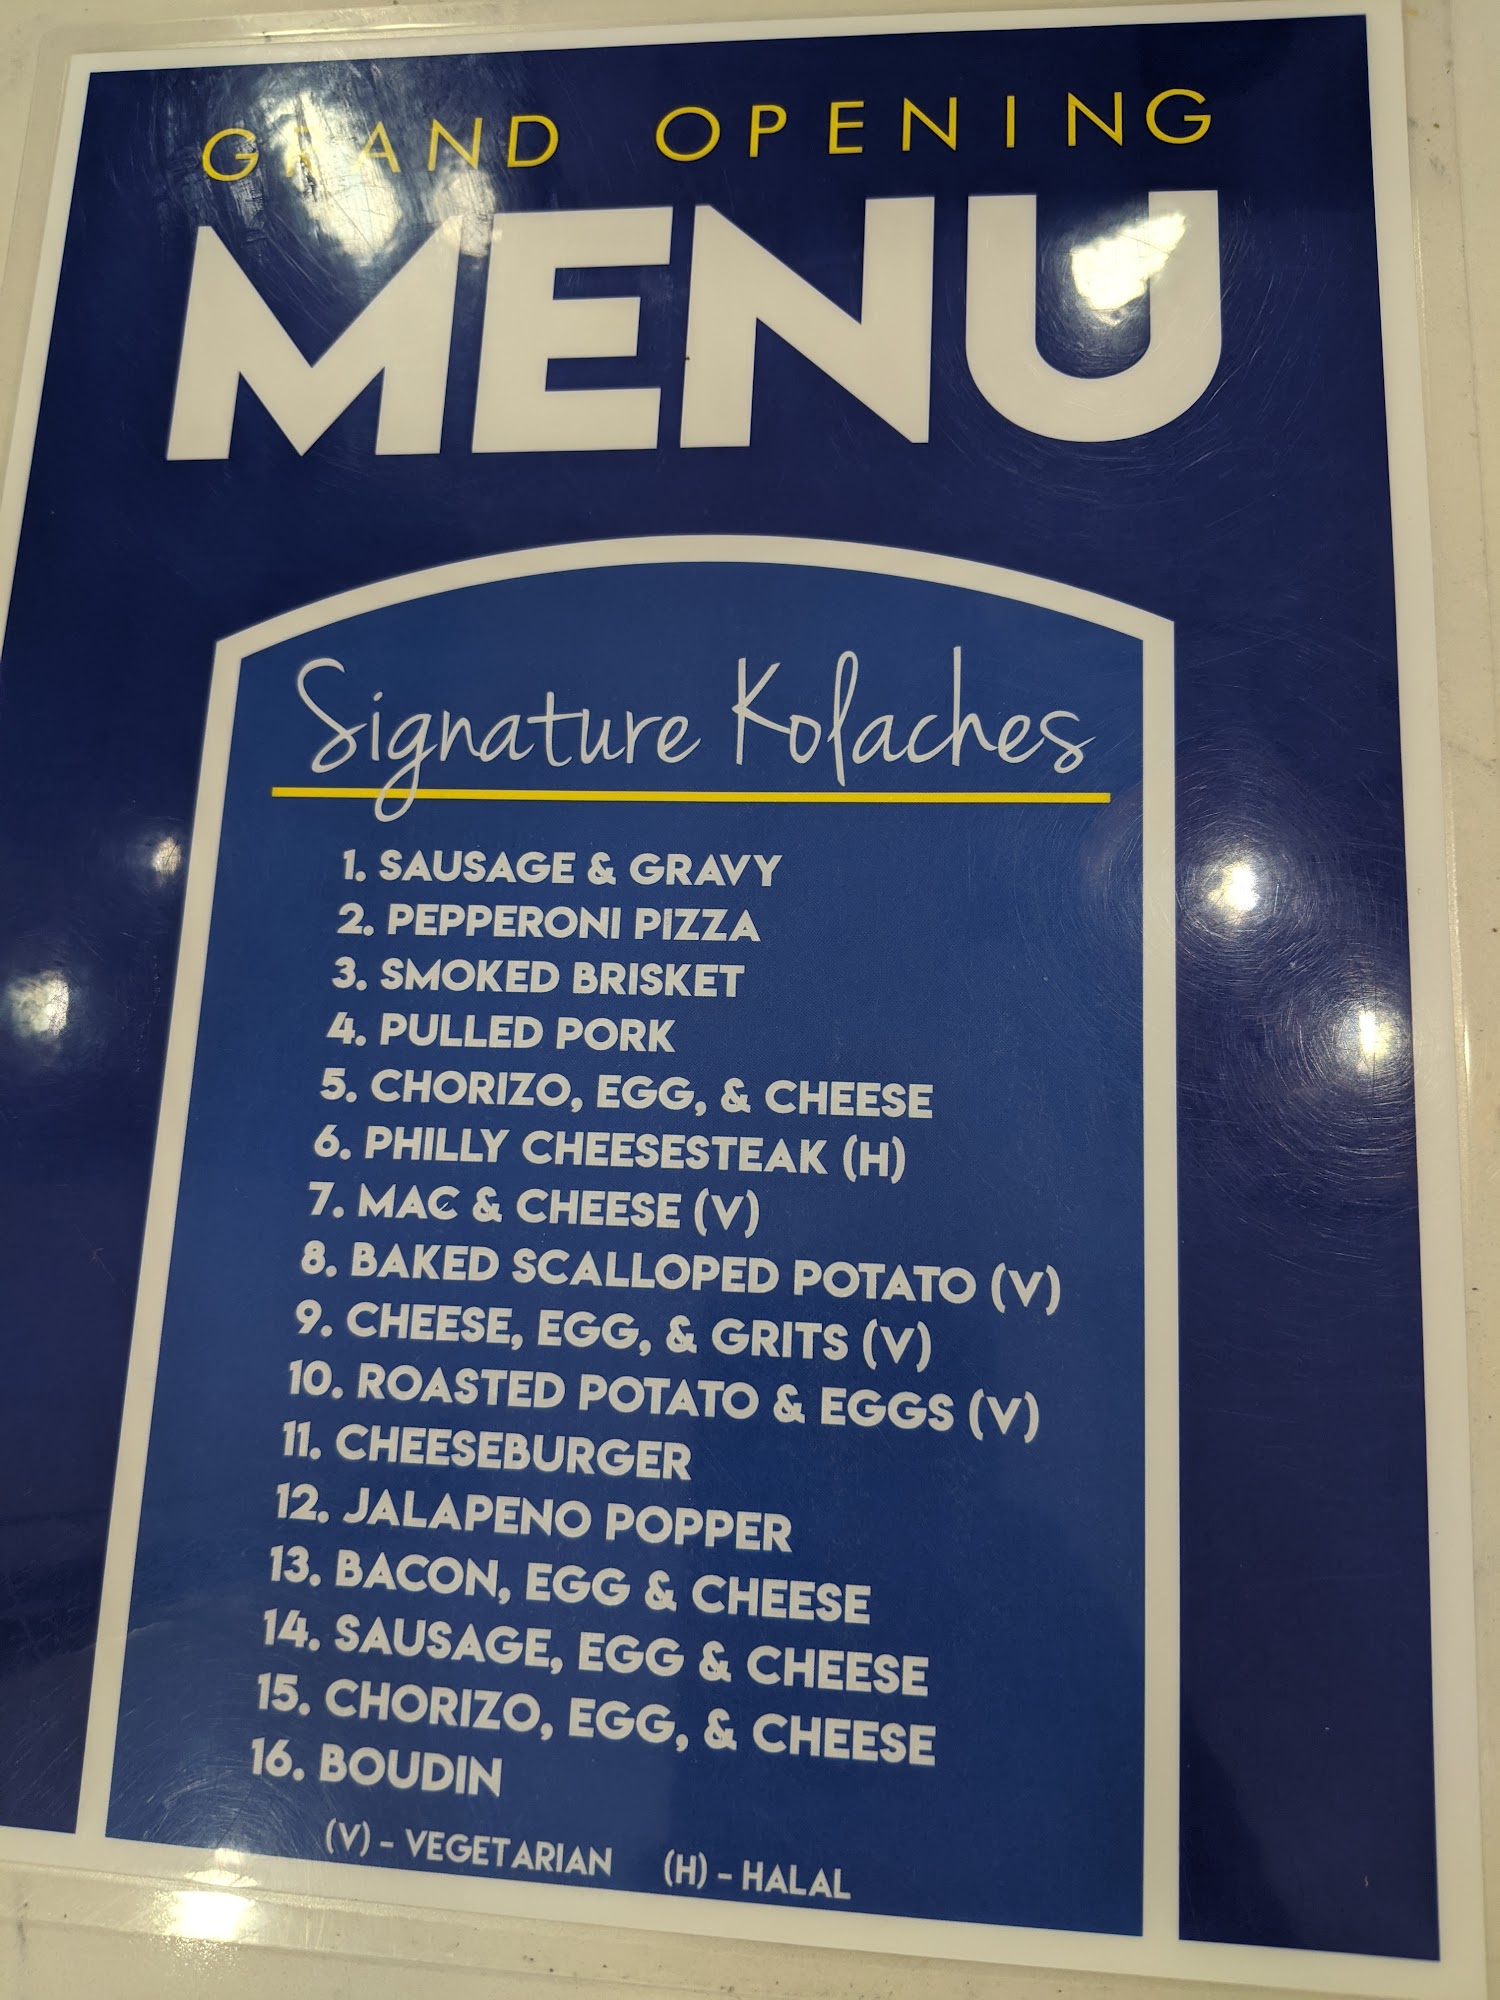 GRAND OPENING
MENU
Signature Kolaches
1. SAUSAGE & GRAVY
2. PEPPERONI PIZZA
3. SMOKED BRISKET
4. PULLED PORK
5. CHORIZO, EGG, & CHEESE
6. PHILLY CHEESESTEAK (H)
7. MAC & CHEESE (V)
8. BAKED SCALLOPED POTATO (V)
9. CHEESE, EGG, & GRITS (V)
10. ROASTED POTATO & EGGS (V)
11. CHEESEBURGER
12. JALAPENO POPPER
13. BACON, EGG & CHEESE
14. SAUSAGE, EGG & CHEESE
15. CHORIZO, EGG, & CHEESE
16. BOUDIN
(V) - VEGETARIAN (H) - HALAL